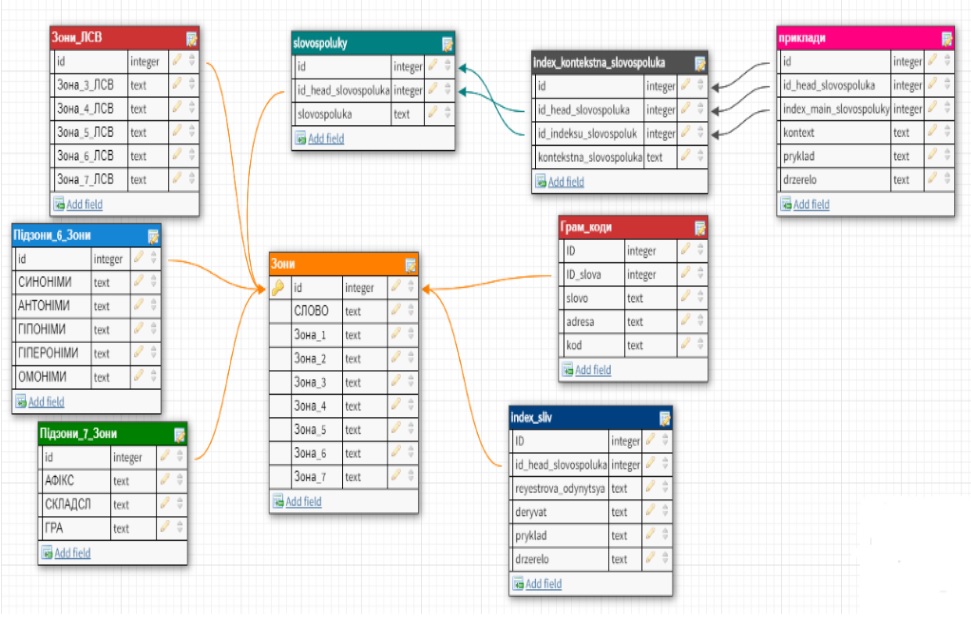 Зони_ЛСВ
id integer
Зона_3_ЛСВ text
Зона_4_ЛСВ text
Зона_5_ЛСВ text
Зона_6_ЛСВ text
Зона_7_ЛСВ text
Add field
slovospoluky
id integer
id_head_slovospoluka integer
slovospoluka text
Add field
index_kontekstna_slovospoluka
id integer
id_head_slovospoluka integer
id_indeksu_slovospoluk integer
kontekstna_slovospoluka text
Add field
приклади
id integer
id_head_slovospoluka integer
index_main_slovospoluky integer
kontext text
pryklad text
drzerelo text
Add field
Підзони_6_Зони
id integer
СИНОНІМИ text
АНТОНІМИ text
ГІПОНІМИ text
ГІПЕРОНІМИ text
ОМОНІМИ text
Add field
Зони
id integer
СЛОВО text
Зона_1 text
Зона_2 text
Зона_3 text
Зона_4 text
Зона_5 text
Зона_6 text
Зона_7 text
Add field
Грам_коди
ID integer
ID_slova integer
slovo text
adresa text
kod text
Add field
Підзони_7_Зони
id integer
АФІКС text
СКЛАДСЛ text
ГРА text
Add field
index_sliv
ID integer
id_head_slovospoluka integer
reyestrova_odynytsya text
deryvat text
pryklad text
drzerelo text
Add field